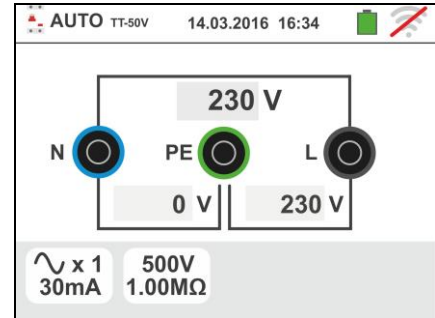 AUTO TT-50V 14.03.2016 16:34
230 V
N PE L
0 V 230 V
x 1 500V
30mA 1.00MΩ